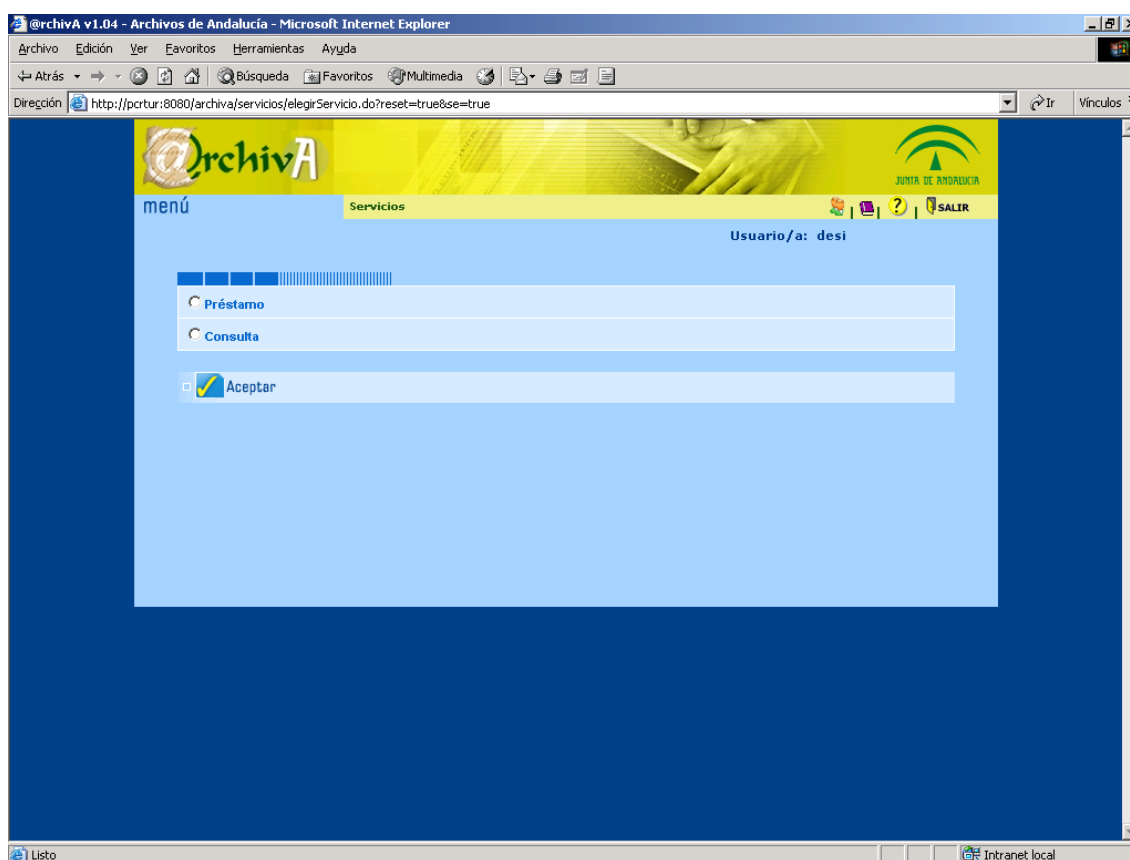 @rchivA v1.04 - Archivos de Andalucía - Microsoft Internet Explorer
Archivo Edición Ver Favoritos Herramientas Ayuda
Atrás Búsqueda Favoritos Multimedia
Dirección http://pcrtur:8080/archiva/servicios/elegirServicio.do?reset=true&se=true Ir Vínculos
@rchivA
JUNTA DE ANDALUCIA
menú Servicios ? SALIR
Usuario/a: desi
Préstamo
Consulta
Aceptar
Listo Intranet local